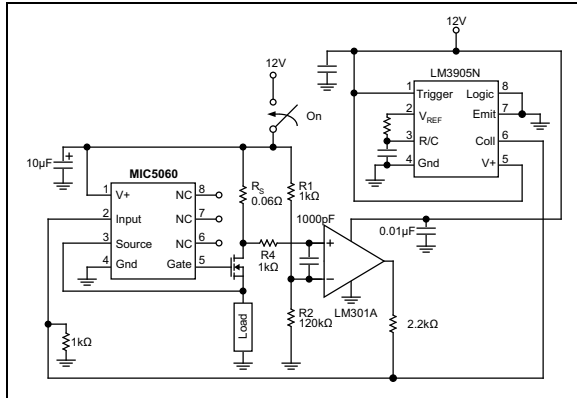 12V
12V
LM3905N
1 Trigger Logic 8
2 VREF Emit 7
3 R/C Coll 6
4 Gnd V+ 5
On
10µF +
MIC5060
1 V+ NC 8
2 Input NC 7
3 Source NC 6
4 Gnd Gate 5
RS
0.06Ω
R1
1kΩ
1000pF
R4
1kΩ
+
−
0.01µF
LM301A
R2
120kΩ
Load
2.2kΩ
1kΩ